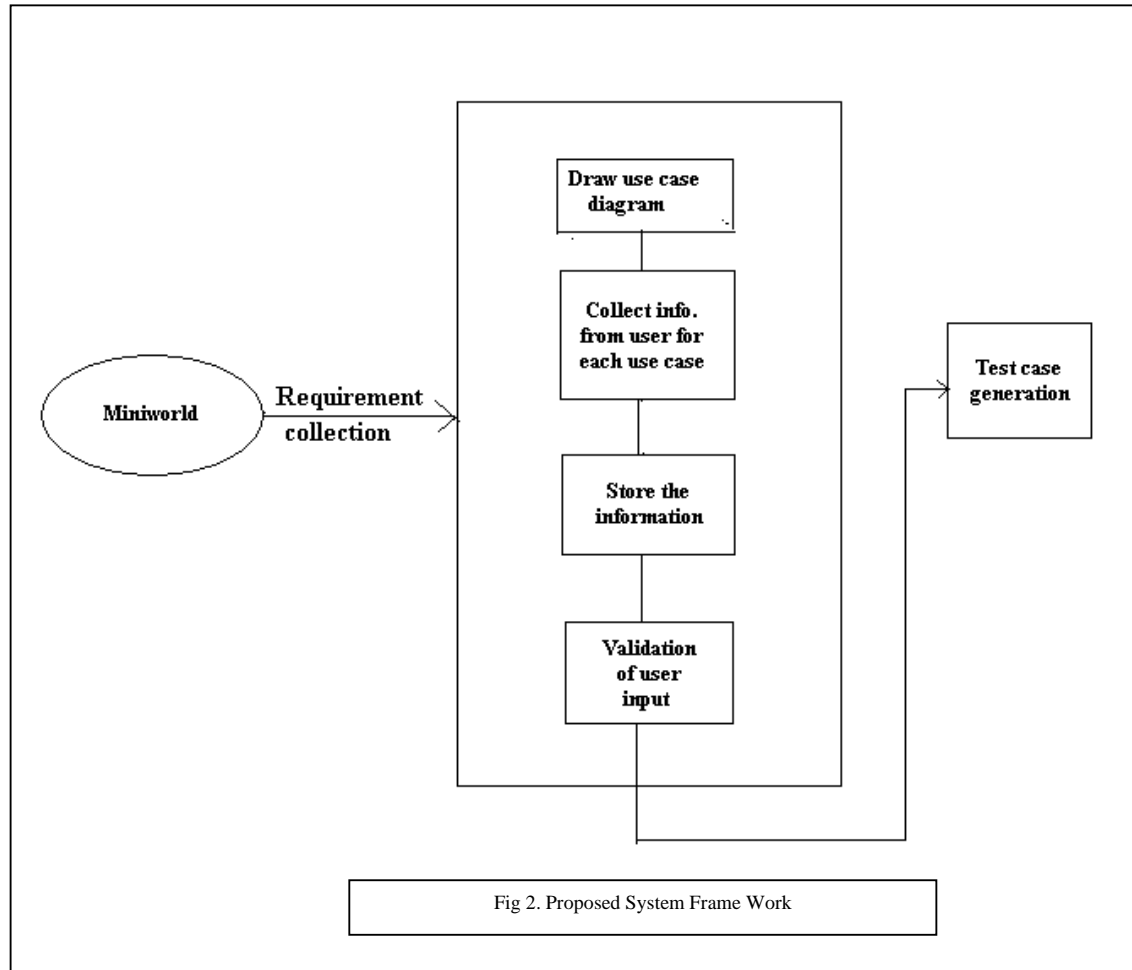 Draw use case
diagram
Collect info.
from user for
each use case
Miniworld
Requirement
collection
Store the
information
Validation
of user
input
Test case
generation
Fig 2. Proposed System Frame Work